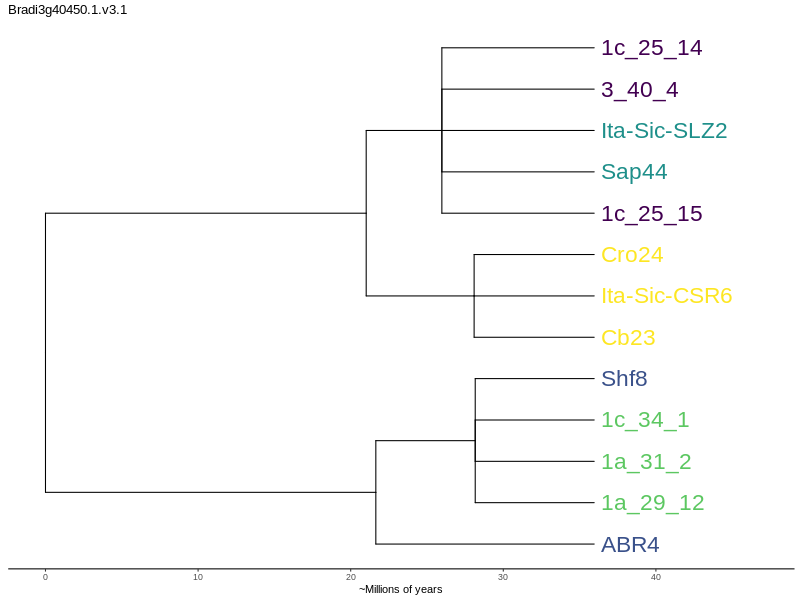 Bradi3g40450.1.v3.1
1c_25_14
3_40_4
Ita-Sic-SLZ2
Sap44
1c_25_15
Cro24
Ita-Sic-CSR6
Cb23
Shf8
1c_34_1
1a_31_2
1a_29_12
ABR4
0 10 20 30 40
~Millions of years